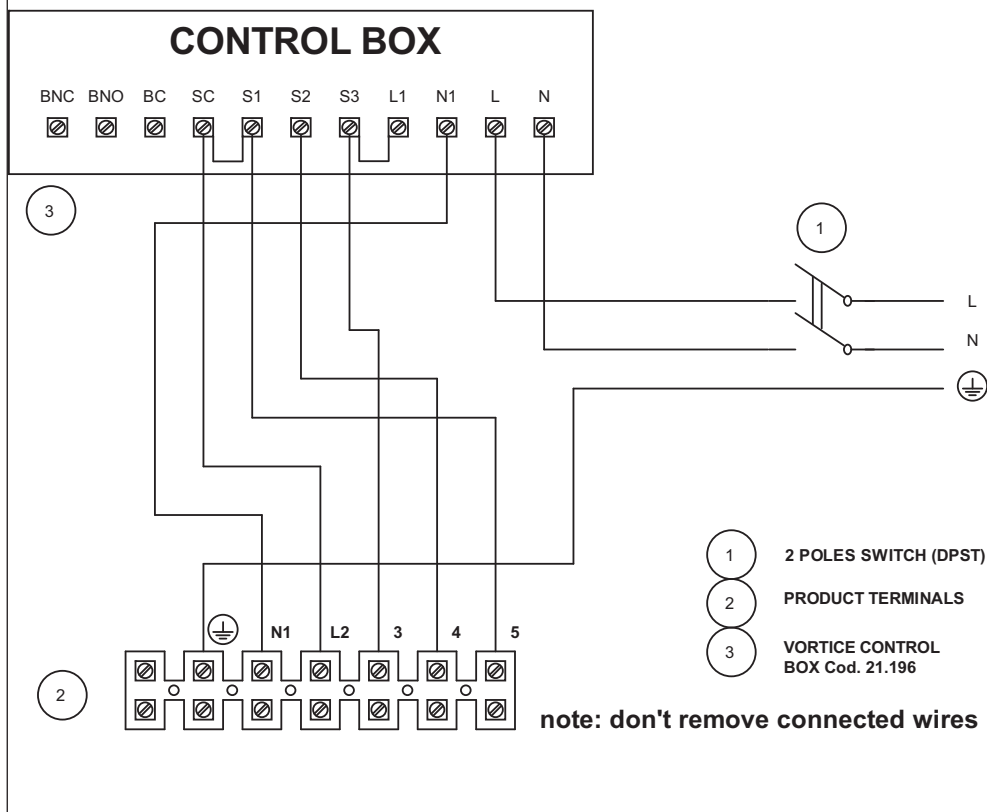 CONTROL BOX
BNC BNO BC SC S1 S2 S3 L1 N1 L N
3
1
L
N
N1 L2 3 4 5
2
1 2 POLES SWITCH (DPST)
2 PRODUCT TERMINALS
3 VORTICE CONTROL
BOX Cod. 21.196
note: don't remove connected wires